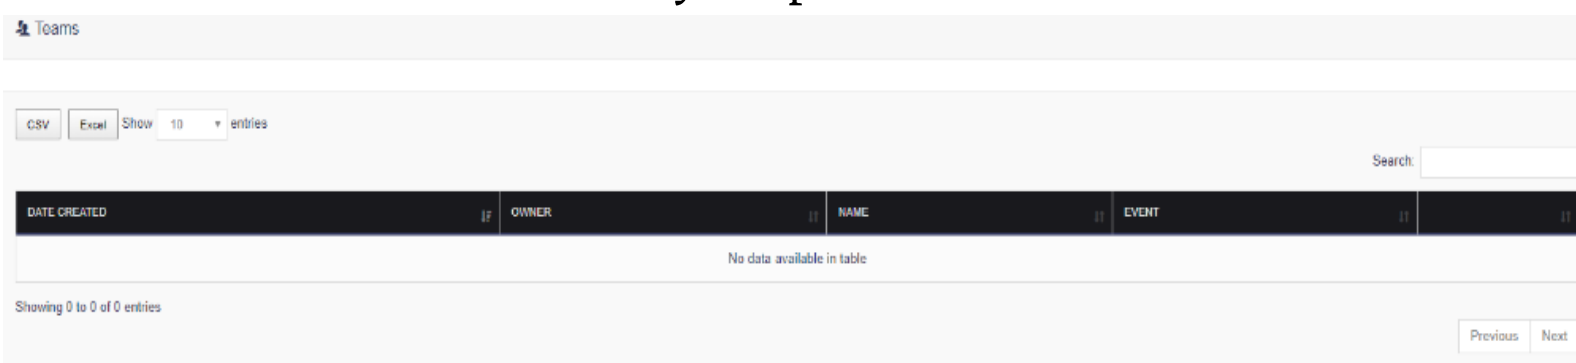 Teams
CSV Excel Show 10 entries
Search:
DATE CREATED OWNER NAME EVENT
No data available in table
Showing 0 to 0 of 0 entries
Previous Next